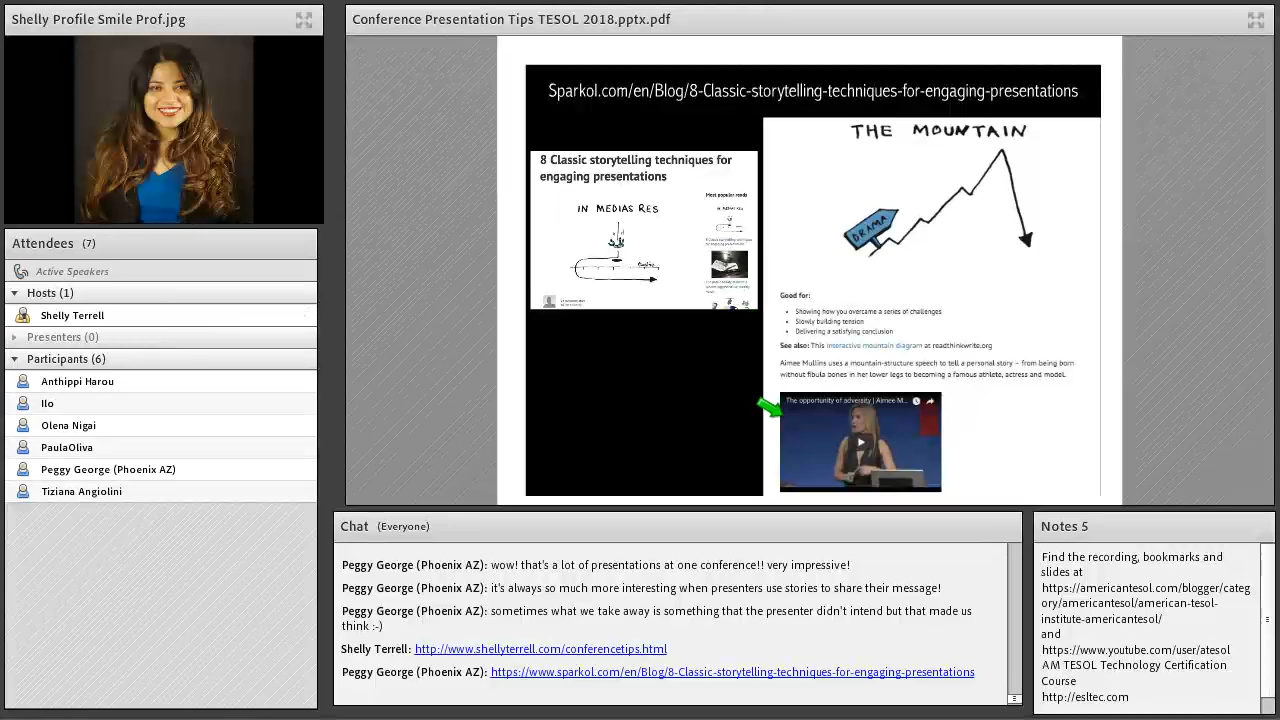 Shelly Profile Smile Prof.jpg
Attendees (7)
Active Speakers
Hosts (1)
Shelly Terrell
Presenters (0)
Participants (6)
Anthippi Harou
Ilo
Olena Nigai
PaulaOliva
Peggy George (Phoenix AZ)
Tiziana Angiolini
Conference Presentation Tips TESOL 2018.pptx.pdf
Sparkol.com/en/Blog/8-Classic-storytelling-techniques-for-engaging-presentations
8 Classic storytelling techniques for
engaging presentations
IN MEDIAS RES
Most popular reads
THE MOUNTAIN
DRAMA
Good for:
Showing how you overcame a series of challenges
Slowly building tension
Delivering a satisfying conclusion
See also: This interactive mountain diagram at readthinkwrite.org
Aimee Mullins uses a mountain-structure speech to tell a personal story – from being born
without fibula bones in her lower legs to becoming a famous athlete, actress and model.
The opportunity of adversity | Aimee M...
Chat (Everyone)
Peggy George (Phoenix AZ): wow! that's a lot of presentations at one conference!! very impressive!
Peggy George (Phoenix AZ): it's always so much more interesting when presenters use stories to share their message!
Peggy George (Phoenix AZ): sometimes what we take away is something that the presenter didn't intend but that made us
think :-)
Shelly Terrell: http://www.shellyterrell.com/conferencetips.html
Peggy George (Phoenix AZ): https://www.sparkol.com/en/Blog/8-Classic-storytelling-techniques-for-engaging-presentations
Notes 5
Find the recording, bookmarks and
slides at
https://americantesol.com/blogger/categ
ory/americantesol/american-tesol-
institute-americantesol/
and
https://www.youtube.com/user/atesol
AM TESOL Technology Certification
Course
http://esltec.com